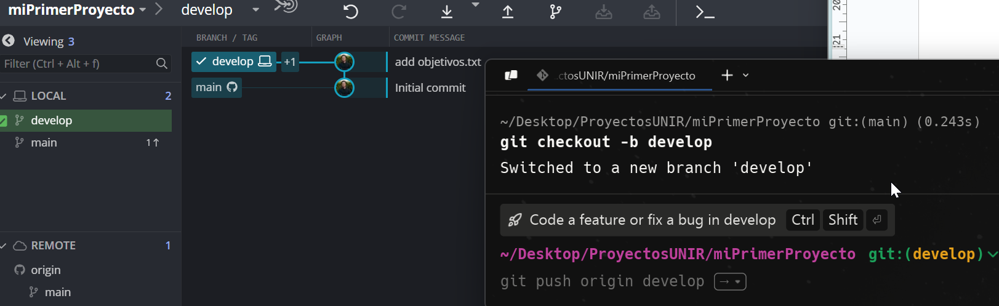 miPrimerProyecto
develop
Viewing 3
Filter (Ctrl + Alt + f)
LOCAL 2
develop
main 1↑
REMOTE 1
origin
main
BRANCH / TAG GRAPH COMMIT MESSAGE
develop +1 add objetivos.txt
main Initial commit
20
21
.ctosUNIR/miPrimerProyecto
~/Desktop/ProyectosUNIR/miPrimerProyecto git:(main) (0.243s)
git checkout -b develop
Switched to a new branch 'develop'
Code a feature or fix a bug in develop Ctrl Shift ⏎
~/Desktop/ProyectosUNIR/miPrimerProyecto git:(develop)
git push origin develop →